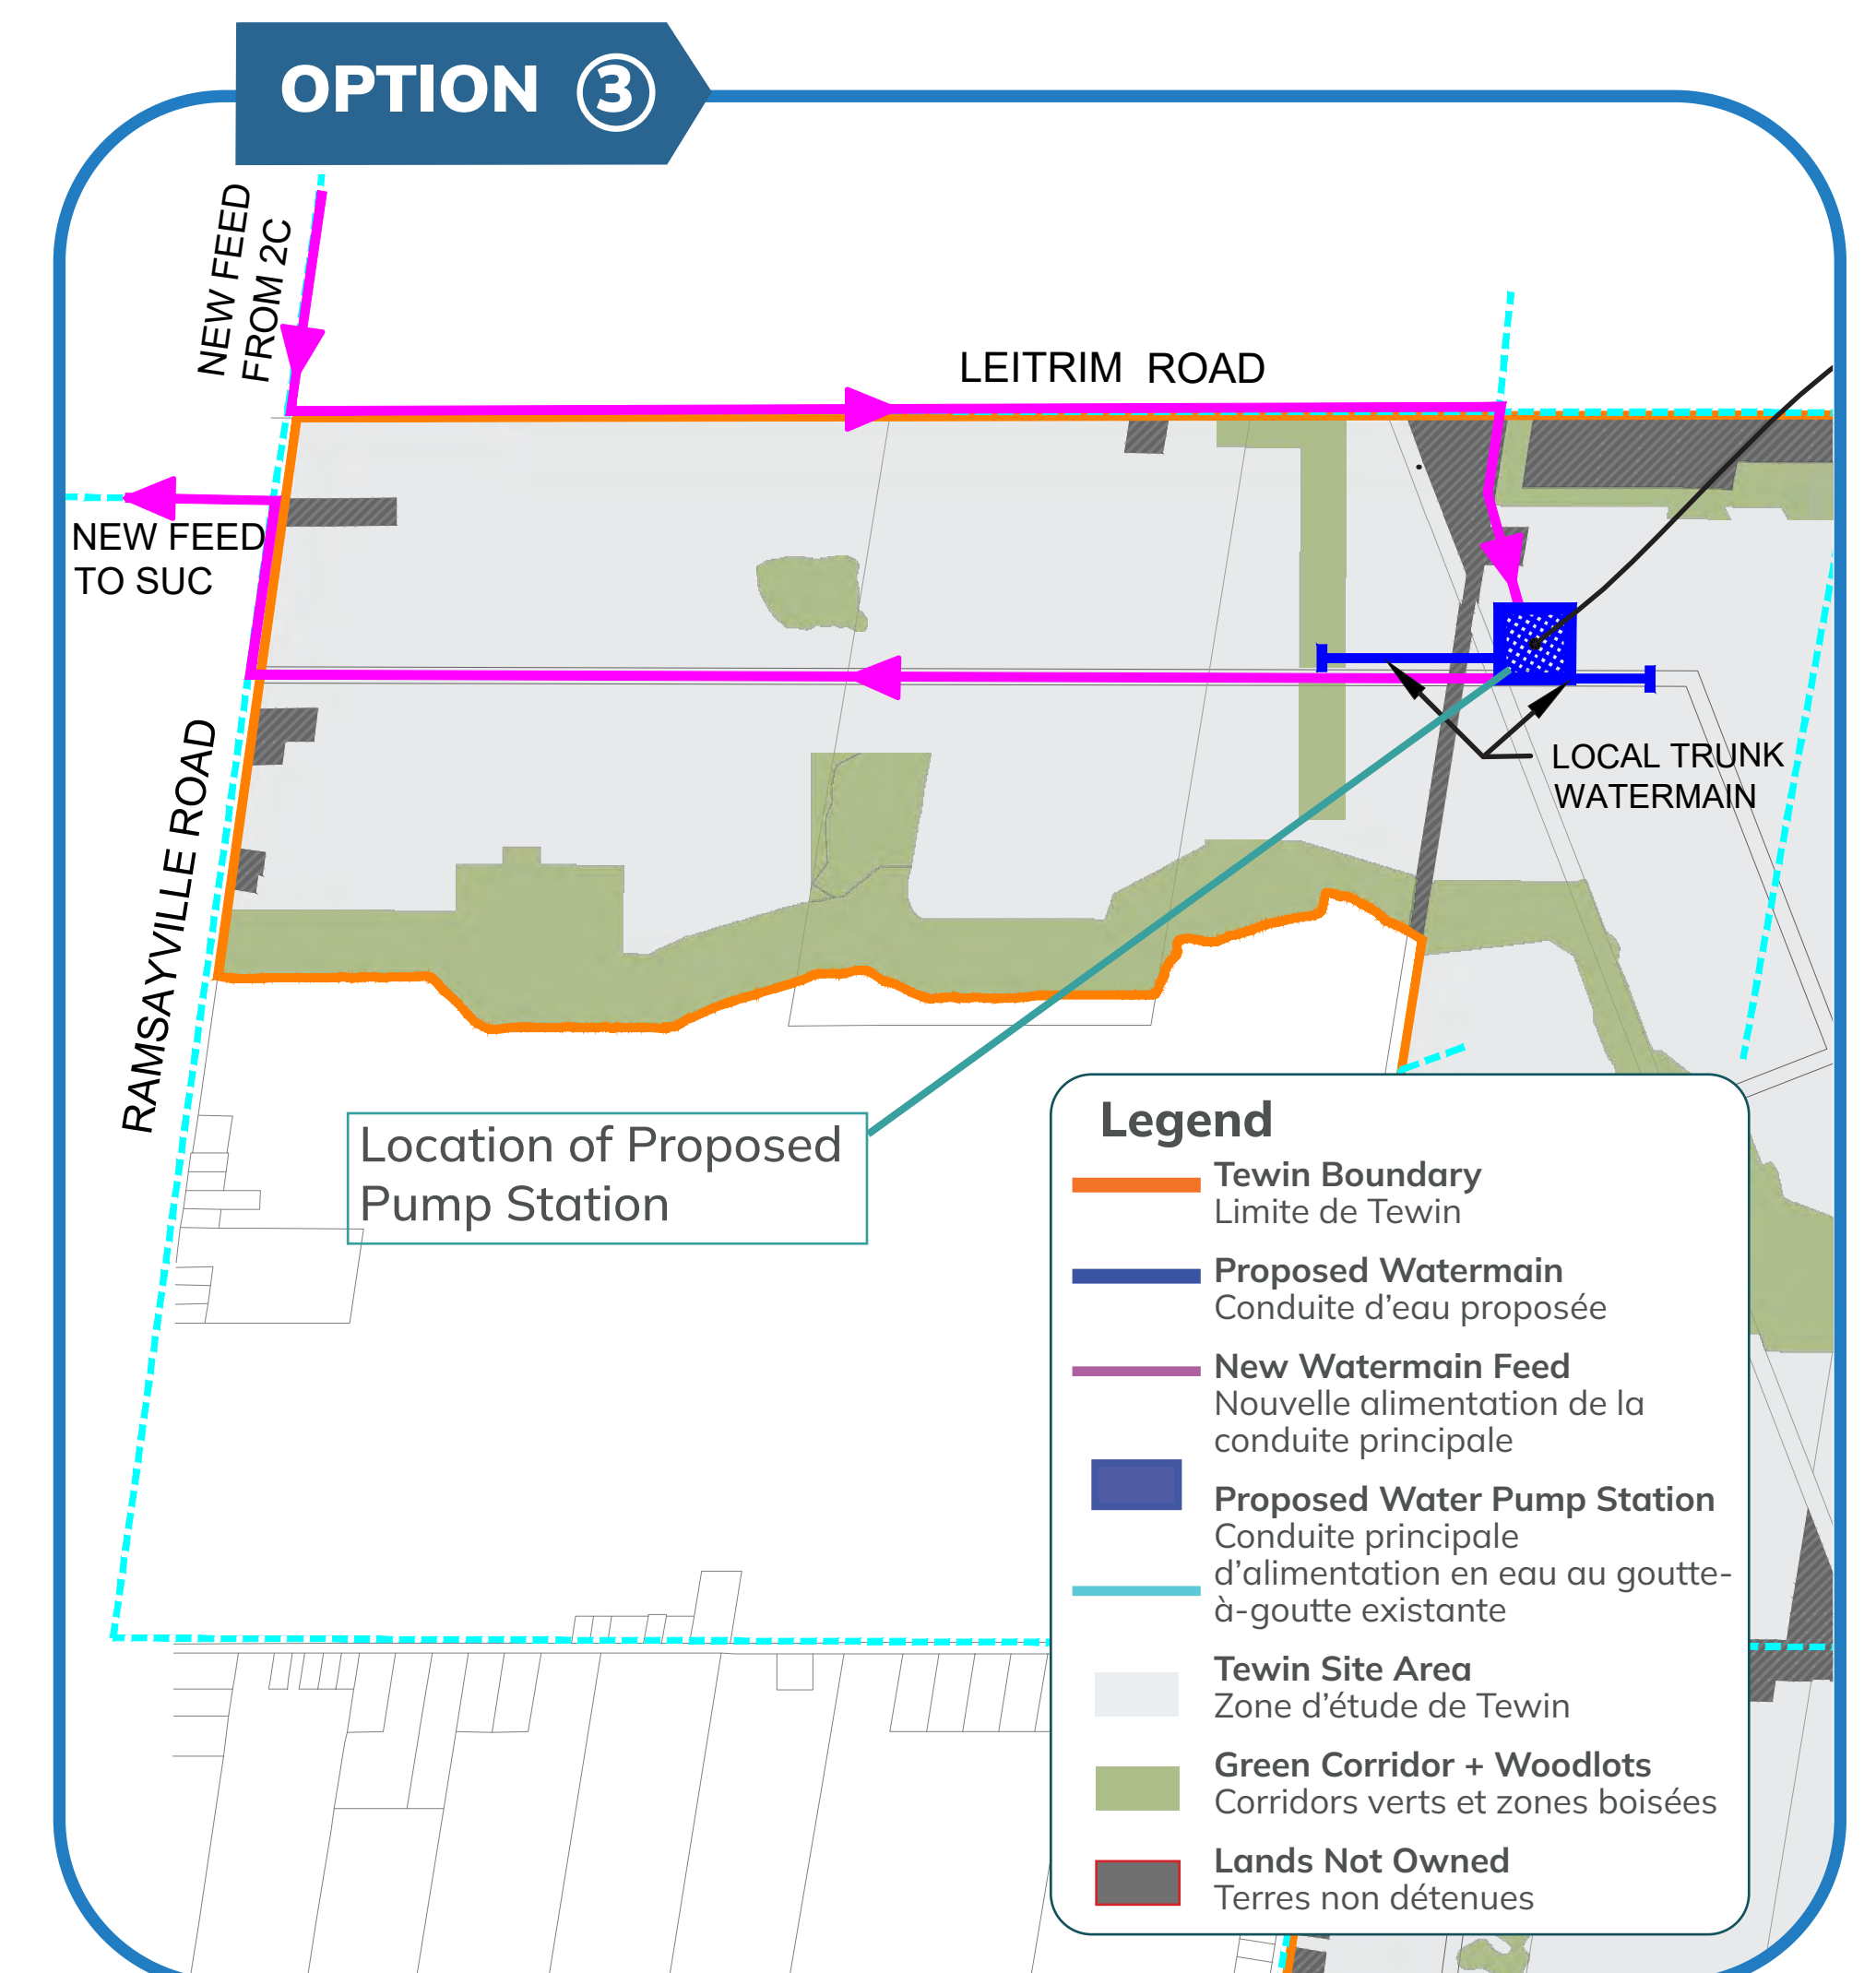 OPTION 3
NEW FEED
FROM 2C
LEITRIM ROAD
NEW FEED
TO SUC
LOCAL TRUNK
WATERMAIN
RAMSAYVILLE ROAD
Location of Proposed
Pump Station
Legend
Tewin Boundary
Limite de Tewin
Proposed Watermain
Conduite d'eau proposée
New Watermain Feed
Nouvelle alimentation de la
conduite principale
Proposed Water Pump Station
Conduite principale
d'alimentation en eau au goutte-
à-goutte existante
Tewin Site Area
Zone d'étude de Tewin
Green Corridor + Woodlots
Corridors verts et zones boisées
Lands Not Owned
Terres non détenues